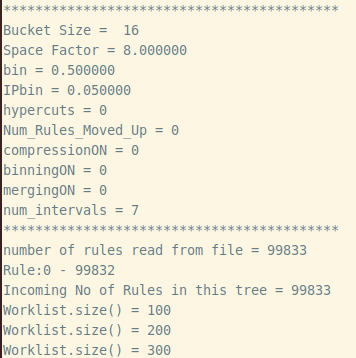 ******************************************
Bucket Size =  16
Space Factor = 8.000000
bin = 0.500000
IPbin = 0.050000
hypercuts = 0
Num_Rules_Moved_Up = 0
compressionON = 0
binningON = 0
mergingON = 0
num_intervals = 7
******************************************
number of rules read from file = 99833
Rule:0 - 99832
Incoming No of Rules in this tree = 99833
Worklist.size() = 100
Worklist.size() = 200
Worklist.size() = 300